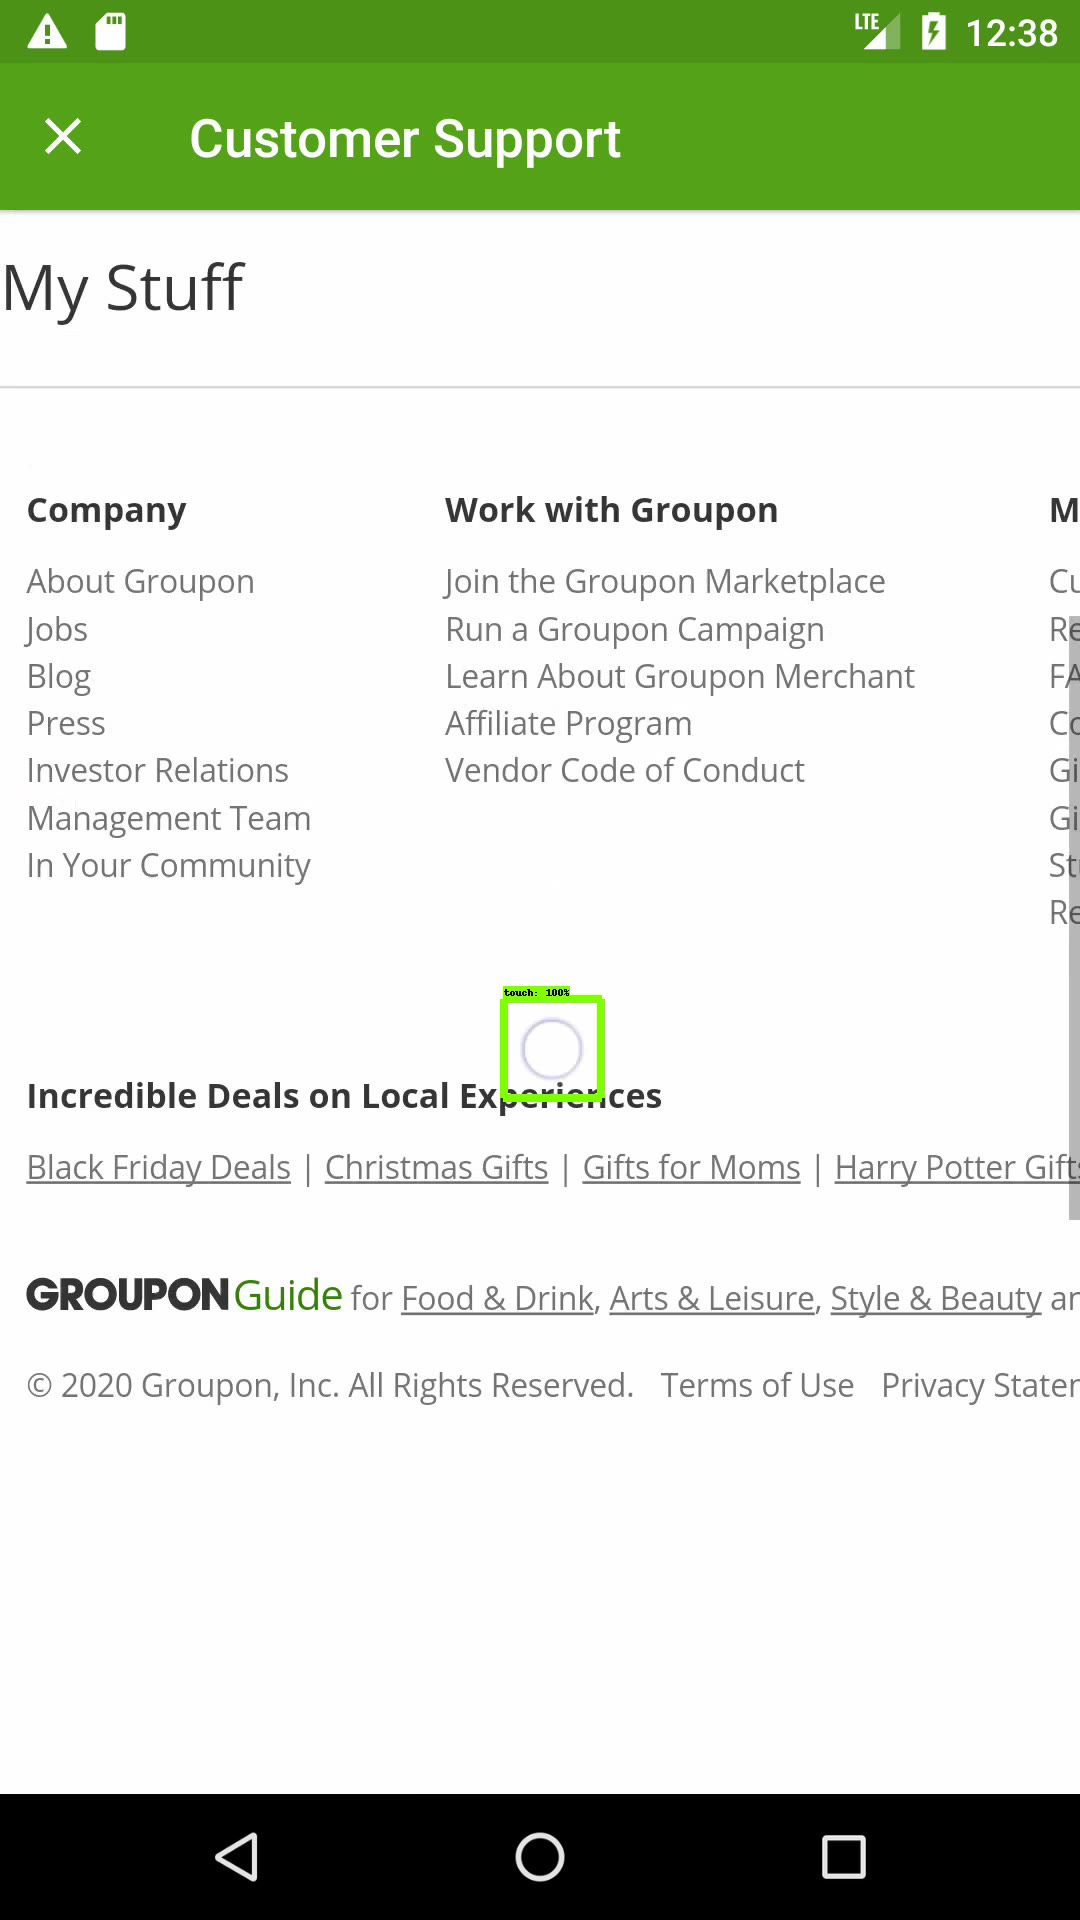 LTE 12:38
Customer Support
My Stuff
Company
About Groupon
Jobs
Blog
Press
Investor Relations
Management Team
In Your Community
Work with Groupon
Join the Groupon Marketplace
Run a Groupon Campaign
Learn About Groupon Merchant
Affiliate Program
Vendor Code of Conduct
M
Cu
Re
FA
Co
Gi
Gi
Stu
Re
touch: 100%
Incredible Deals on Local Experiences
Black Friday Deals | Christmas Gifts | Gifts for Moms | Harry Potter Gifts
GROUPON Guide for Food & Drink, Arts & Leisure, Style & Beauty an
© 2020 Groupon, Inc. All Rights Reserved. Terms of Use Privacy Stater